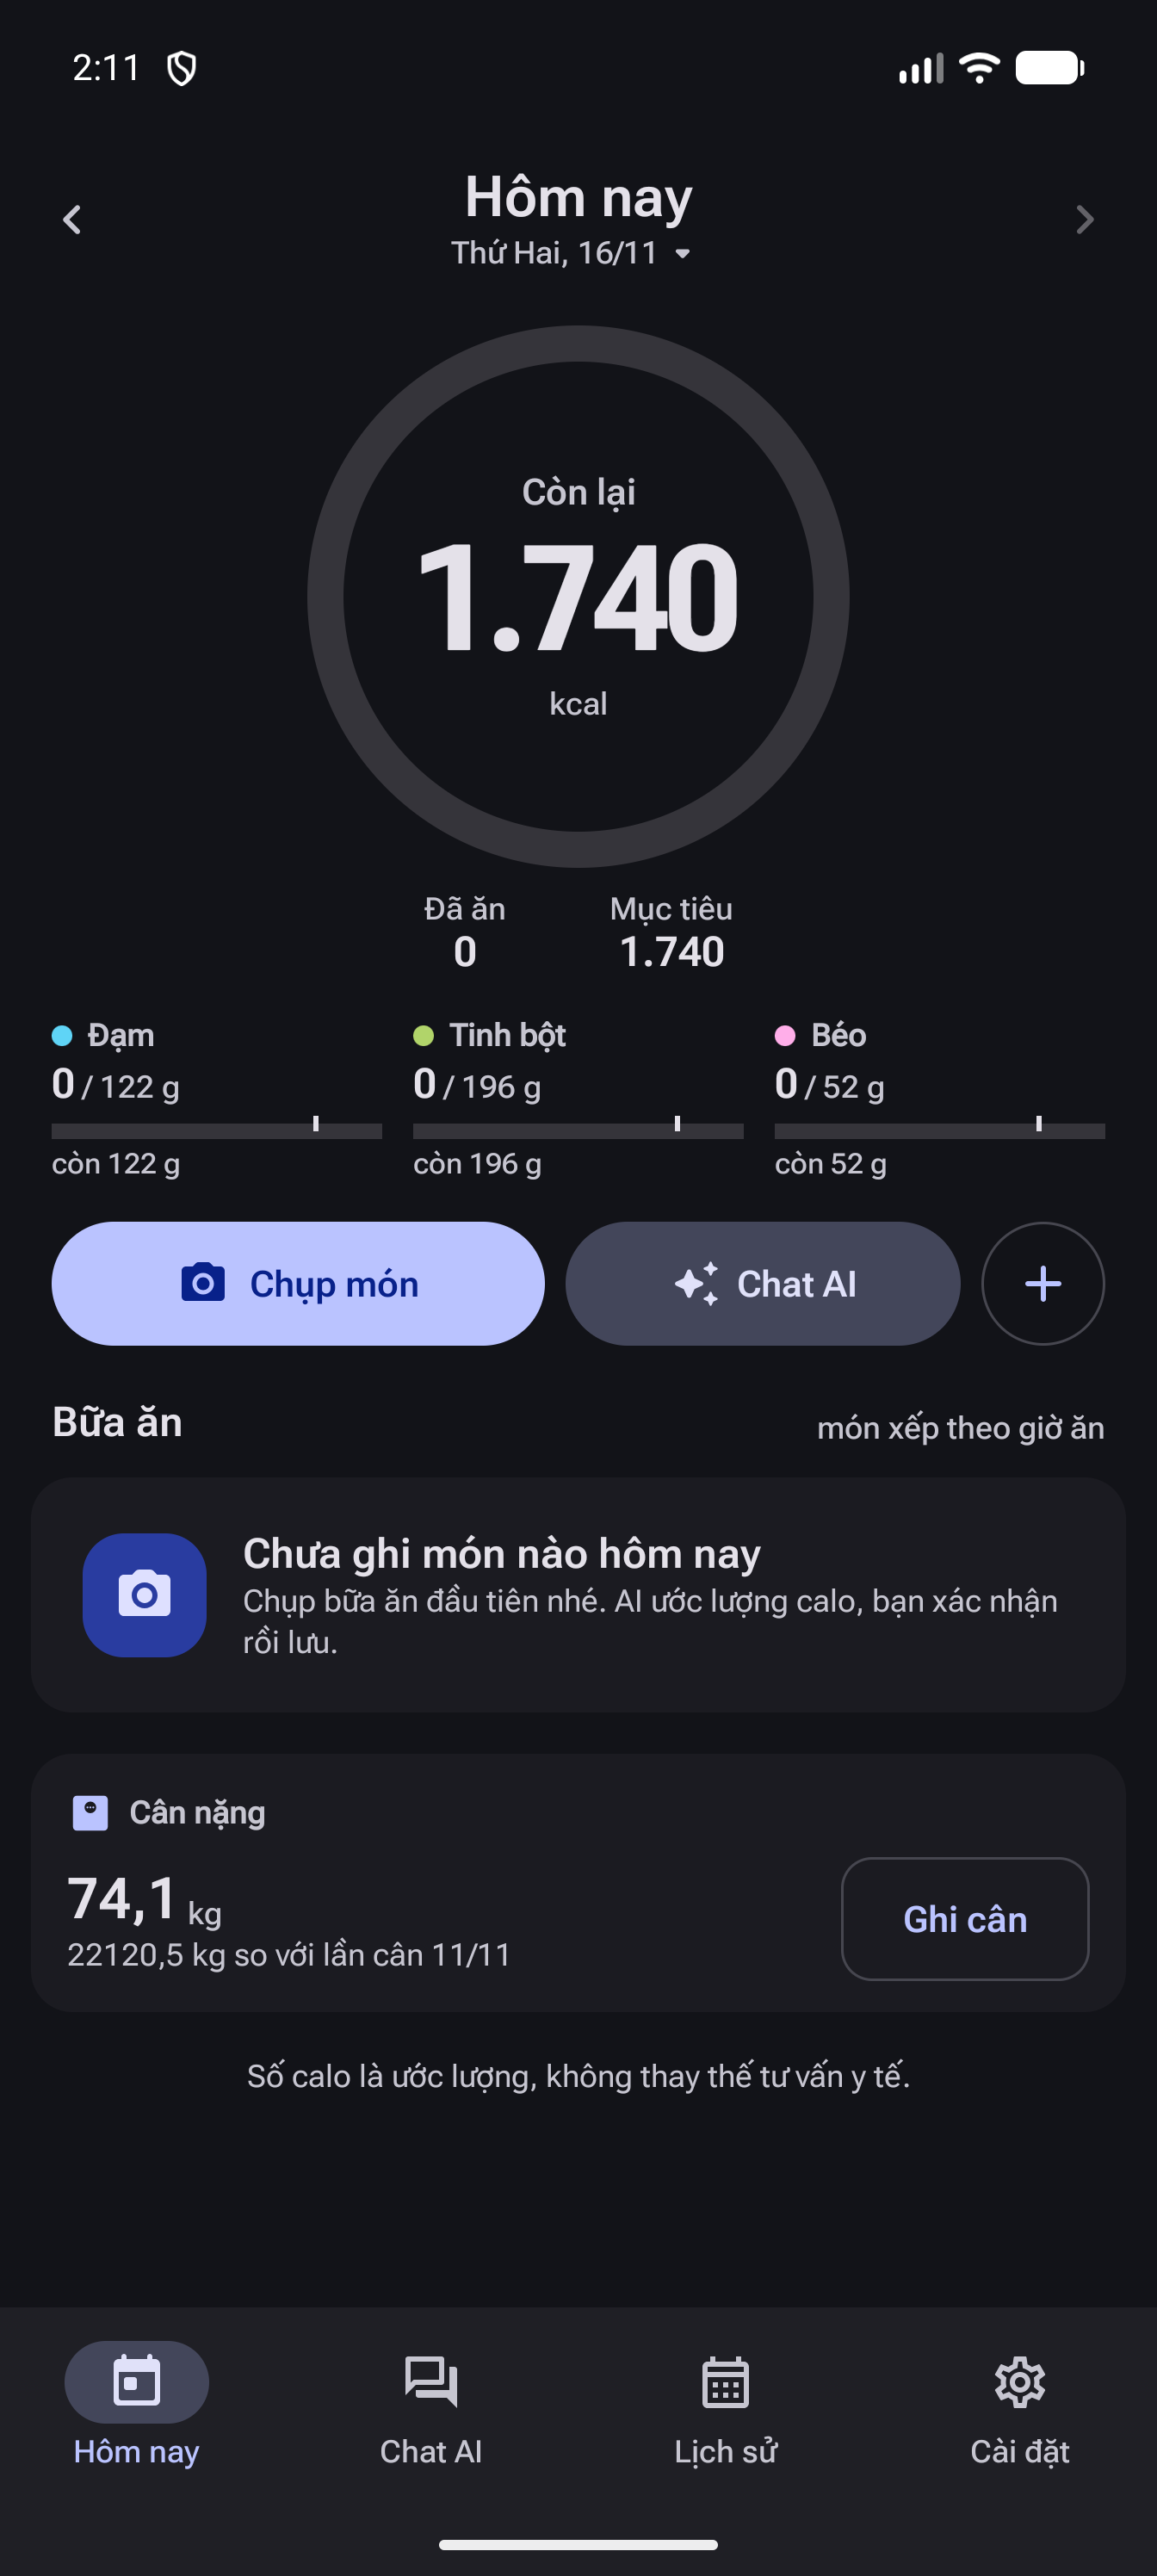 2:11
Hôm nay
Thứ Hai, 16/11
Còn lại
1.740
kcal
Đã ăn
0
Mục tiêu
1.740
Đạm
0 / 122 g
còn 122 g
Tinh bột
0 / 196 g
còn 196 g
Béo
0 / 52 g
còn 52 g
Chụp món
Chat AI
Bữa ăn
món xếp theo giờ ăn
Chưa ghi món nào hôm nay
Chụp bữa ăn đầu tiên nhé. AI ước lượng calo, bạn xác nhận
rồi lưu.
Cân nặng
74,1 kg
22120,5 kg so với lần cân 11/11
Ghi cân
Số calo là ước lượng, không thay thế tư vấn y tế.
Hôm nay
Chat AI
Lịch sử
Cài đặt